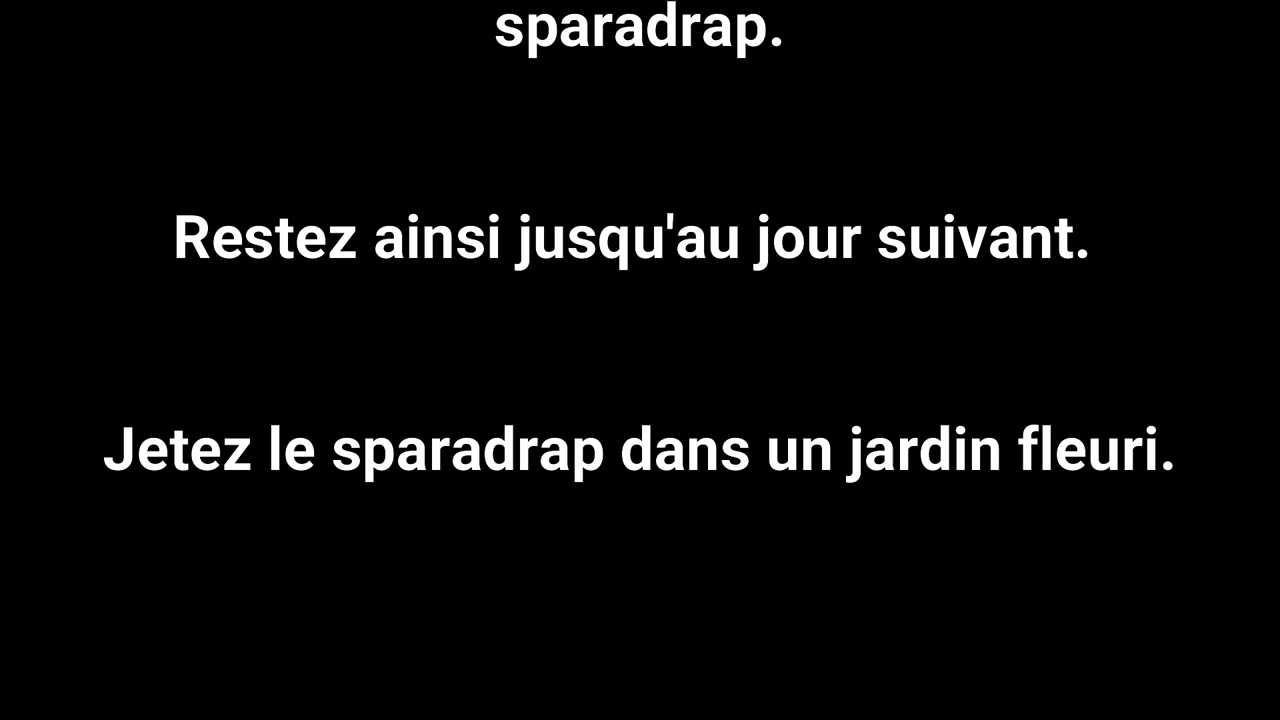 sparadrap.
Restez ainsi jusqu'au jour suivant.
Jetez le sparadrap dans un jardin fleuri.